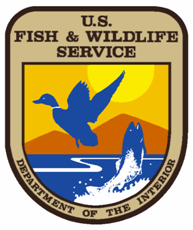 U.S.
FISH & WILDLIFE
SERVICE
DEPARTMENT OF THE INTERIOR